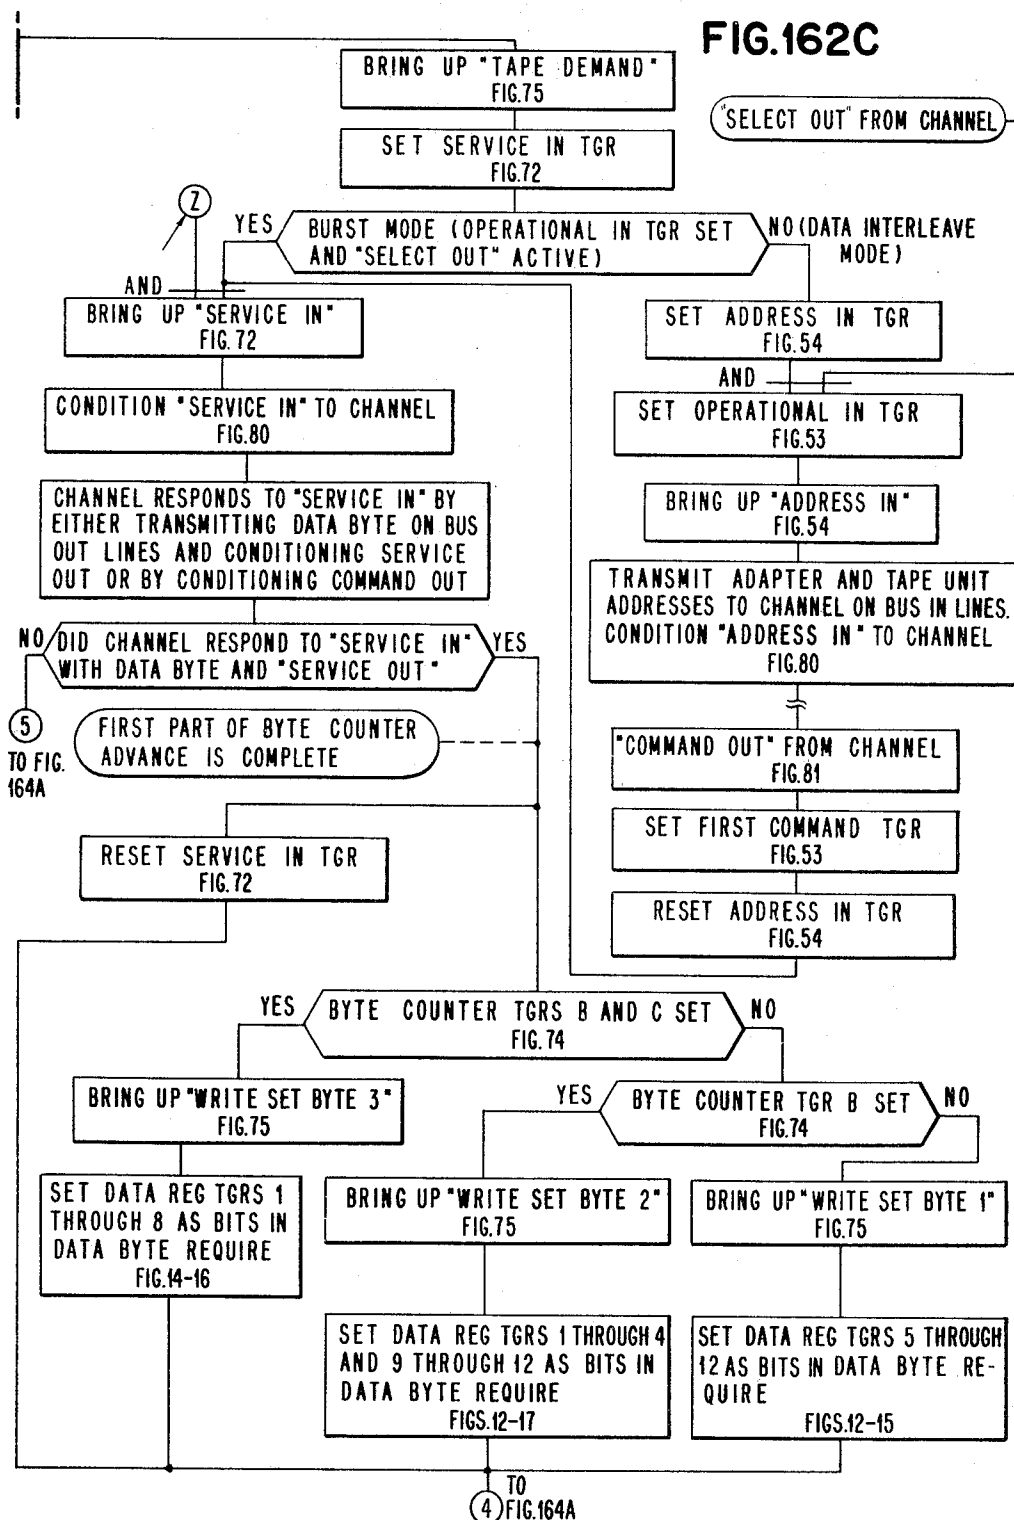 FIG.162C
BRING UP "TAPE DEMAND"
FIG.75
"SELECT OUT" FROM CHANNEL
SET SERVICE IN TGR
FIG.72
Z
YES
BURST MODE (OPERATIONAL IN TGR SET
AND "SELECT OUT" ACTIVE)
NO (DATA INTERLEAVE
MODE)
AND
BRING UP "SERVICE IN"
FIG.72
SET ADDRESS IN TGR
FIG.54
AND
CONDITION "SERVICE IN" TO CHANNEL
FIG.80
SET OPERATIONAL IN TGR
FIG.53
CHANNEL RESPONDS TO "SERVICE IN" BY
EITHER TRANSMITTING DATA BYTE ON BUS
OUT LINES AND CONDITIONING SERVICE
OUT OR BY CONDITIONING COMMAND OUT
BRING UP "ADDRESS IN"
FIG.54
TRANSMIT ADAPTER AND TAPE UNIT
ADDRESSES TO CHANNEL ON BUS IN LINES.
CONDITION "ADDRESS IN" TO CHANNEL
FIG.80
NO
DID CHANNEL RESPOND TO "SERVICE IN"
WITH DATA BYTE AND "SERVICE OUT"
YES
5
TO FIG.
164A
FIRST PART OF BYTE COUNTER
ADVANCE IS COMPLETE
"COMMAND OUT" FROM CHANNEL
FIG.81
SET FIRST COMMAND TGR
FIG.53
RESET SERVICE IN TGR
FIG.72
RESET ADDRESS IN TGR
FIG.54
YES
BYTE COUNTER TGRS B AND C SET
FIG.74
NO
BRING UP "WRITE SET BYTE 3"
FIG.75
YES
BYTE COUNTER TGR B SET
FIG.74
NO
SET DATA REG TGRS 1
THROUGH 8 AS BITS IN
DATA BYTE REQUIRE
FIG.14-16
BRING UP "WRITE SET BYTE 2"
FIG.75
BRING UP "WRITE SET BYTE 1"
FIG.75
SET DATA REG TGRS 1 THROUGH 4
AND 9 THROUGH 12 AS BITS IN
DATA BYTE REQUIRE
FIGS.12-17
SET DATA REG TGRS 5 THROUGH
12 AS BITS IN DATA BYTE RE-
QUIRE
FIGS.12-15
4
TO
FIG.164A